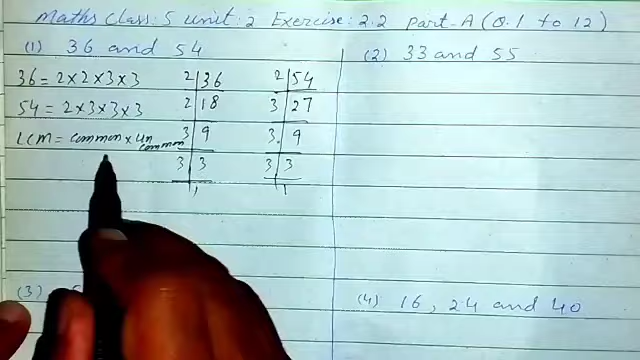 Maths Class: 5 unit: 2 Exercise: 2.2 part-A (Q.1 to 12)
(1) 36 and 54
36 = 2×2×3×3
54 = 2×3×3×3
LCM = common × un common
2 | 36
2 | 18
3 | 9
3 | 3
1
2 | 54
3 | 27
3 | 9
3 | 3
1
(2) 33 and 55
(3)
(4) 16, 24 and 40